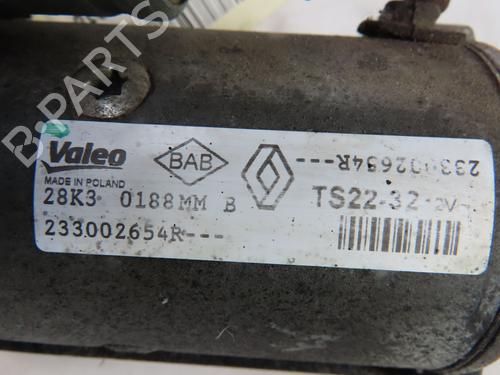 B-PARTS
Valeo
BAB
MADE IN POLAND
28K3 0188MM B
233002654R---
233002654R---
TS22-32 12V